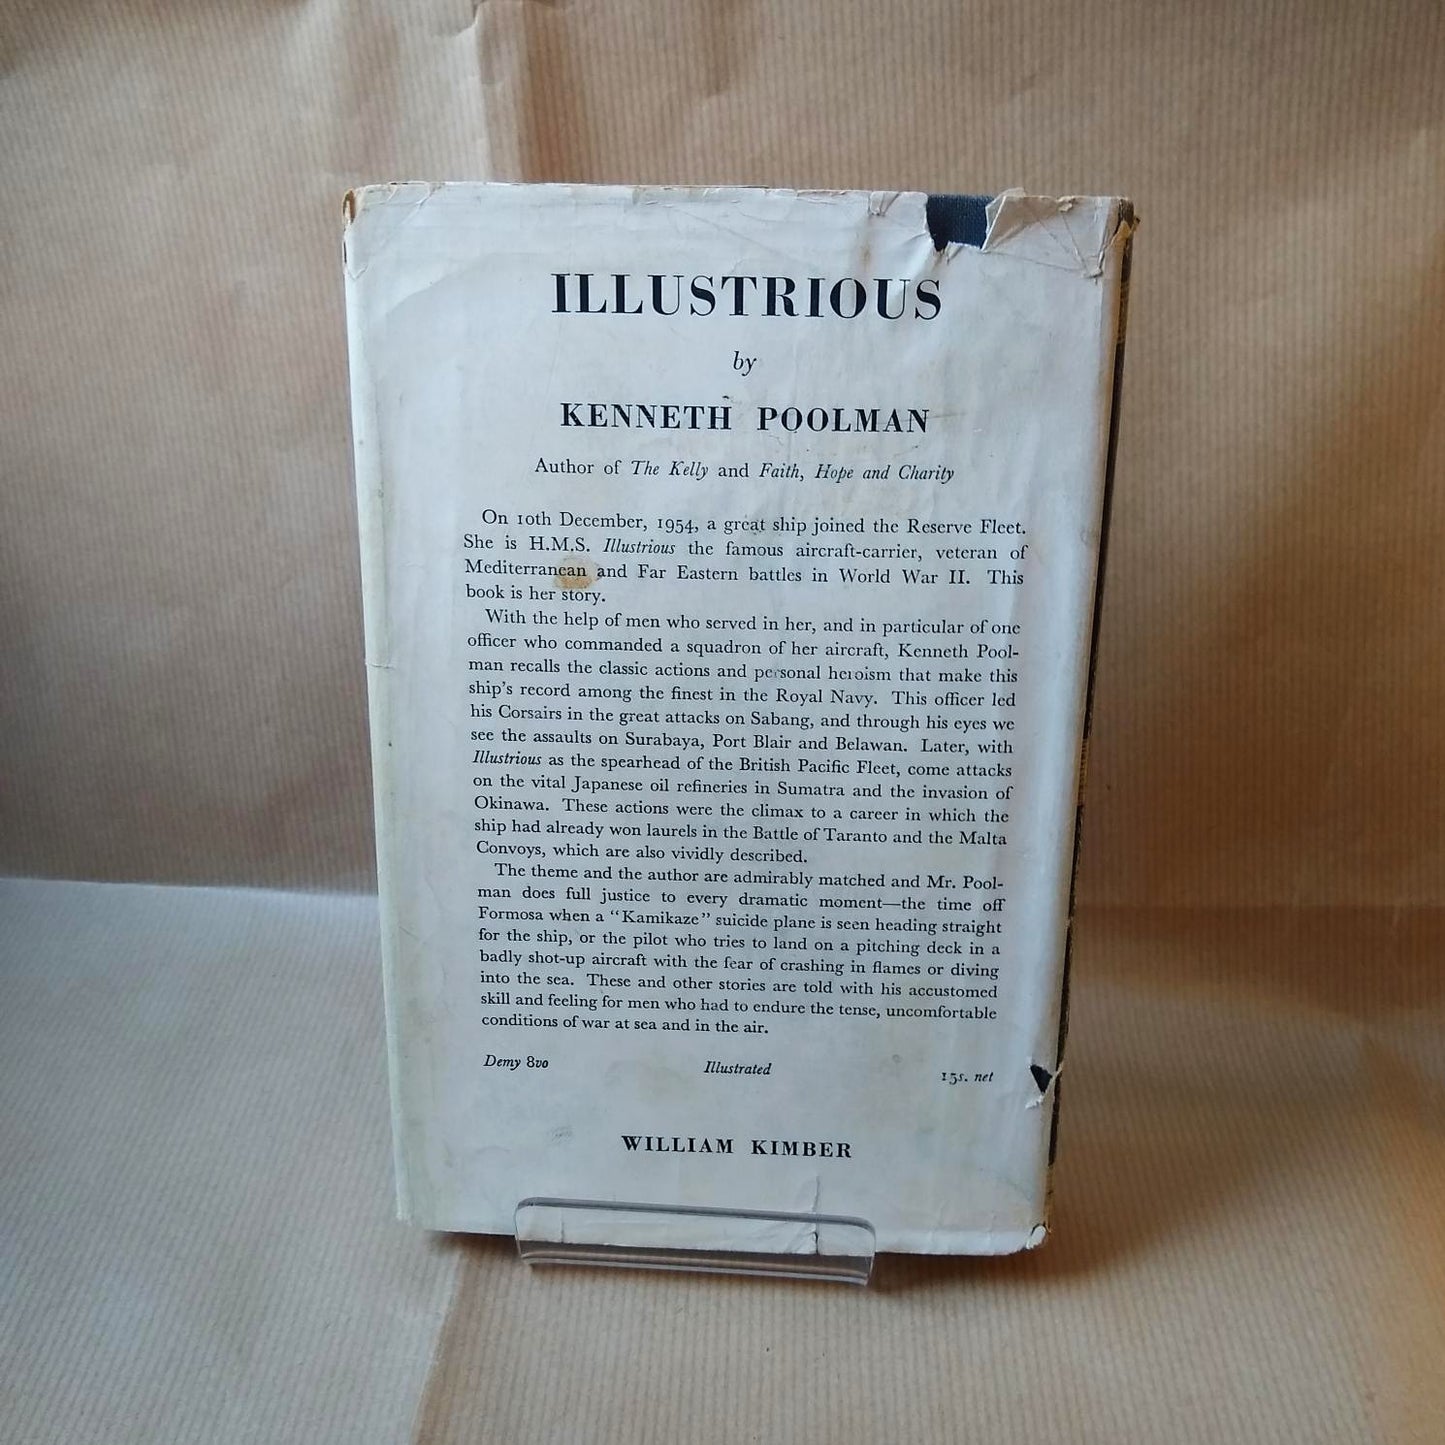 ILLUSTRIOUS
by
KENNETH POOLMAN
Author of The Kelly and Faith, Hope and Charity
On 10th December, 1954, a great ship joined the Reserve Fleet.
She is H.M.S. Illustrious the famous aircraft-carrier, veteran of
Mediterranean and Far Eastern battles in World War II. This
book is her story.
With the help of men who served in her, and in particular of one
officer who commanded a squadron of her aircraft, Kenneth Pool-
man recalls the classic actions and personal heroism that make this
ship's record among the finest in the Royal Navy. This officer led
his Corsairs in the great attacks on Sabang, and through his eyes we
see the assaults on Surabaya, Port Blair and Belawan. Later, with
Illustrious as the spearhead of the British Pacific Fleet, come attacks
on the vital Japanese oil refineries in Sumatra and the invasion of
Okinawa. These actions were the climax to a career in which the
ship had already won laurels in the Battle of Taranto and the Malta
Convoys, which are also vividly described.
The theme and the author are admirably matched and Mr. Pool-
man does full justice to every dramatic moment—the time off
Formosa when a "Kamikaze" suicide plane is seen heading straight
for the ship, or the pilot who tries to land on a pitching deck in a
badly shot-up aircraft with the fear of crashing in flames or diving
into the sea. These and other stories are told with his accustomed
skill and feeling for men who had to endure the tense, uncomfortable
conditions of war at sea and in the air.
Demy 8vo Illustrated 15s. net
WILLIAM KIMBER